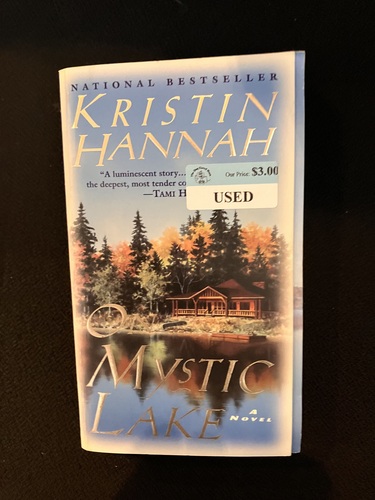 NATIONAL BESTSELLER
KRISTIN
HANNAH
"A luminescent story...
the deepest, most tender
—TAMI H
Our Price: $3.00
USED
ON
MYSTIC
LAKE
A
NOVEL